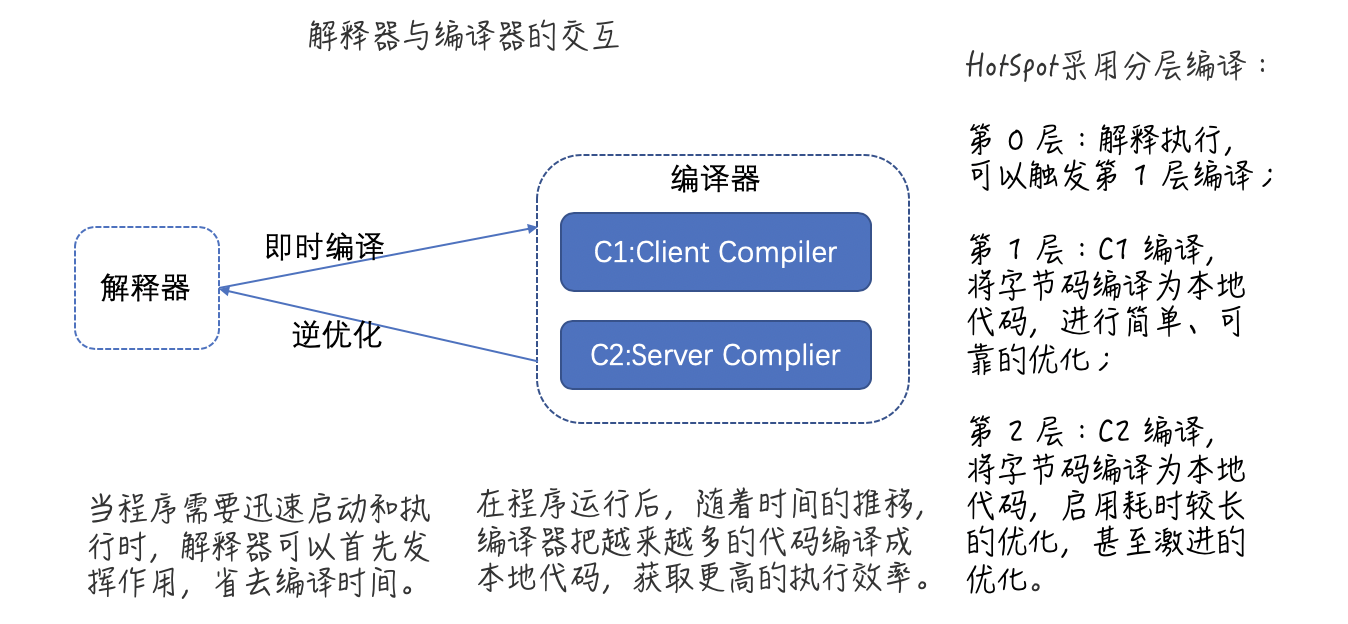 解释器与编译器的交互
编译器
C1:Client Compiler
即时编译
解释器
逆优化
C2:Server Complier
当程序需要迅速启动和执
行时，解释器可以首先发
挥作用，省去编译时间。
在程序运行后，随着时间的推移，
编译器把越来越多的代码编译成
本地代码，获取更高的执行效率。
HotSpot采用分层编译：
第 0 层：解释执行，
可以触发第 1 层编译；
第 1 层：C1 编译，
将字节码编译为本地
代码，进行简单、可
靠的优化；
第 2 层：C2 编译，
将字节码编译为本地
代码，启用耗时较长
的优化，甚至激进的
优化。